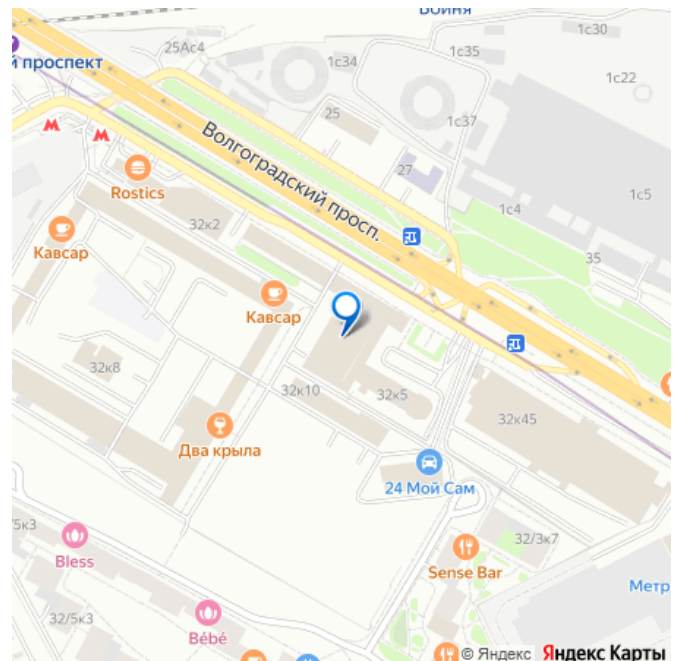 Бойня
1с30
25Ас4
1с35
й проспект
1с34
1с22
25
1с37
Волгоградский просп.
27
Rostics
1с5
1с4
32к2
Кавсар
35
Кавсар
32к8
32к10
32к5
32к45
Два крыла
24 Мой Сам
/5к3
32/3к7
Bless
Sense Bar
Метр
32/5к3
Bébé
© Яндекс Яндекс Карты